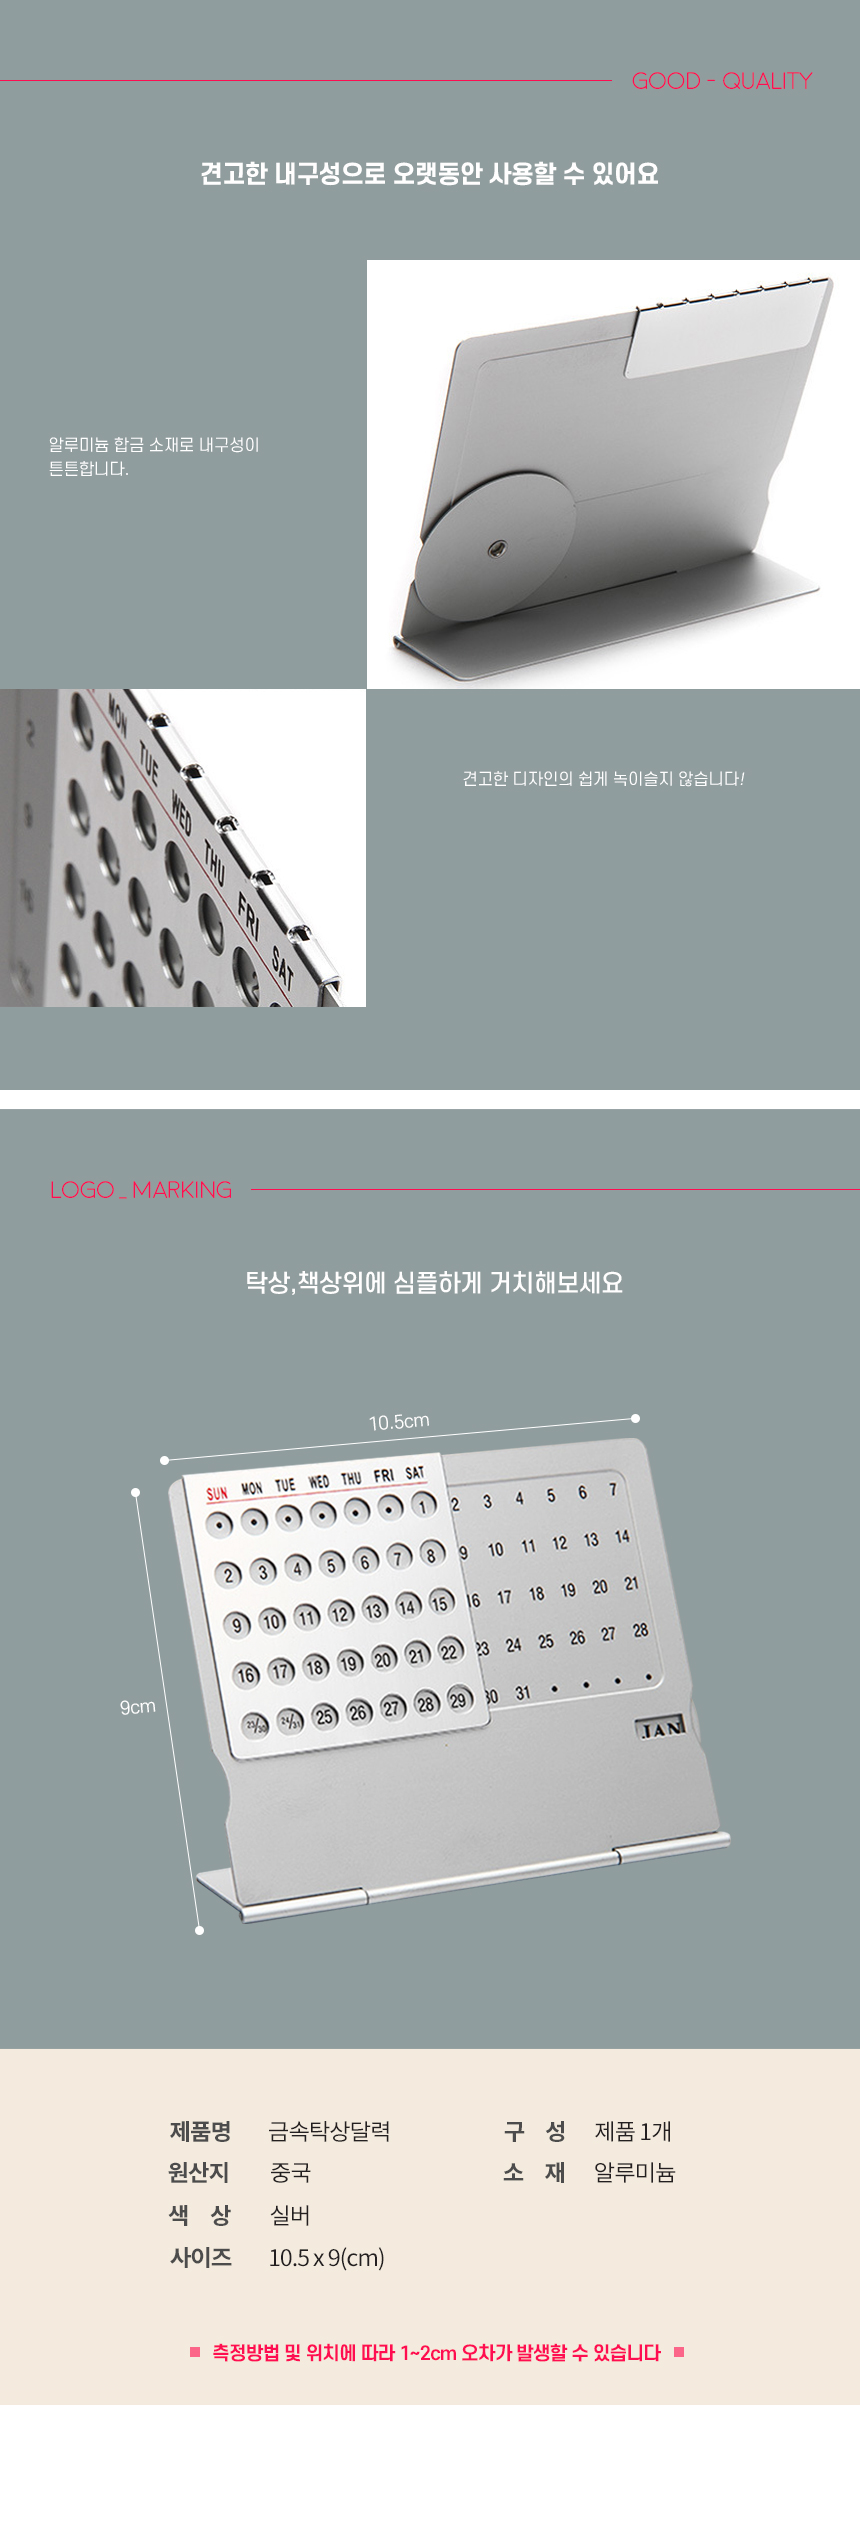 GOOD - QUALITY
견고한 내구성으로 오랫동안 사용할 수 있어요
알루미늄 합금 소재로 내구성이
튼튼합니다.
MON TUE WED THU FRI SAT
견고한 디자인의 쉽게 녹이슬지 않습니다!
LOGO _ MARKING
탁상,책상위에 심플하게 거치해보세요
10.5cm
9cm
SUN MON TUE WED THU FRI SAT
• • • • • • 1 2 3 4 5 6 7
2 3 4 5 6 7 8 9 10 11 12 13 14
9 10 11 12 13 14 15 16 17 18 19 20 21
16 17 18 19 20 21 22 23 24 25 26 27 28
23/30 24/31 25 26 27 28 29 30 31 • • • •
JAN
제품명 금속탁상달력 구 성 제품 1개
원산지 중국 소 재 알루미늄
색 상 실버
사이즈 10.5 x 9(cm)
측정방법 및 위치에 따라 1~2cm 오차가 발생할 수 있습니다